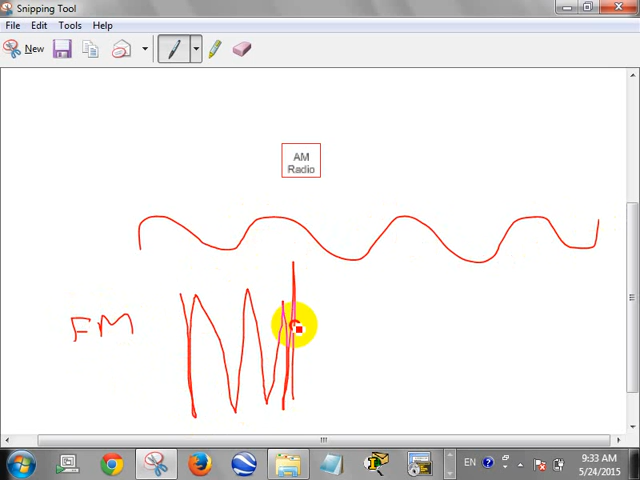 Snipping Tool
File Edit Tools Help
New
AM
Radio
FM
EN
9:33 AM
5/24/2015